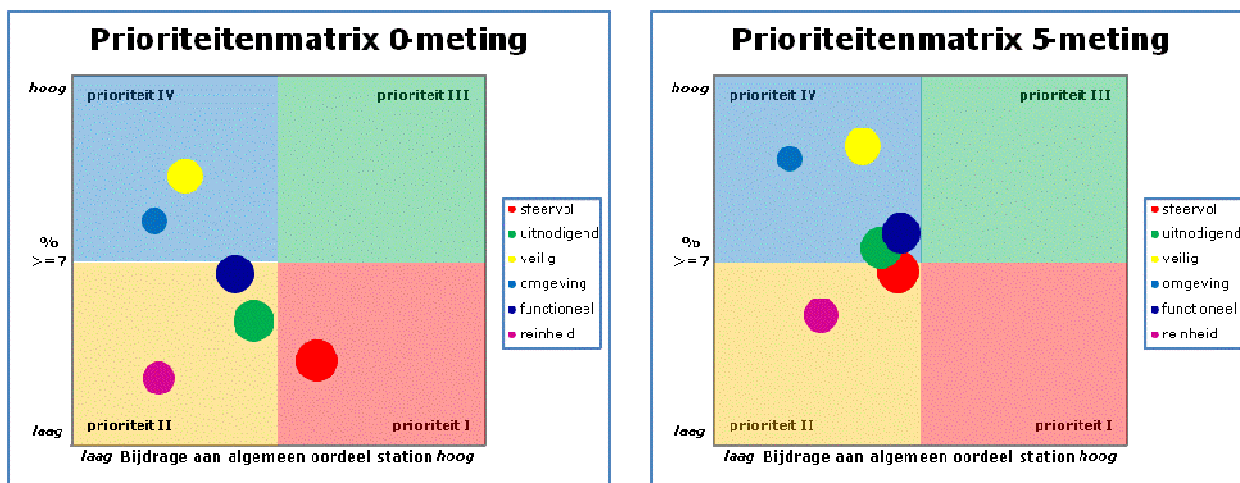 Prioriteitenmatrix 0-meting
hoog
prioriteit IV
prioriteit III
%
>=7
prioriteit II
prioriteit I
laag
laag Bijdrage aan algemeen oordeel station hoog
sfeervol
uitnodigend
veilig
omgeving
functioneel
reinheid
Prioriteitenmatrix 5-meting
hoog
prioriteit IV
prioriteit III
%
>=7
prioriteit II
prioriteit I
laag
laag Bijdrage aan algemeen oordeel station hoog
sfeervol
uitnodigend
veilig
omgeving
functioneel
reinheid